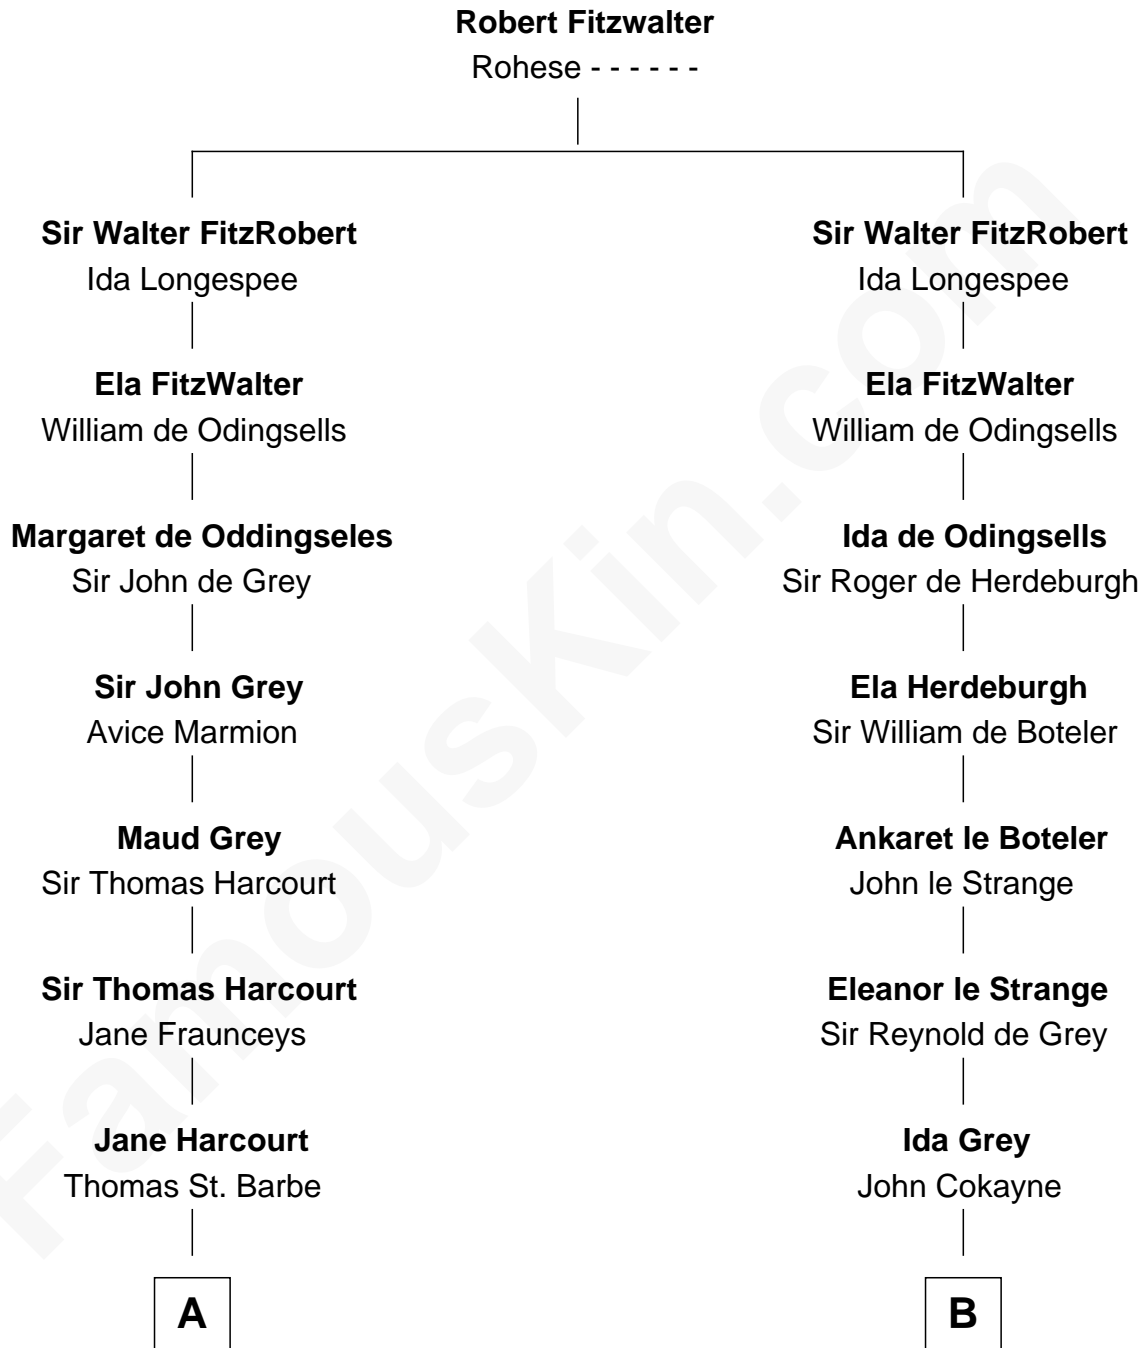 Robert Fitzwalter
Rohese - - - - - -
Sir Walter FitzRobert
Ida Longespee
Ela FitzWalter
William de Odingsells
Margaret de Oddingseles
Sir John de Grey
Sir John Grey
Avice Marmion
Maud Grey
Sir Thomas Harcourt
Sir Thomas Harcourt
Jane Fraunceys
Jane Harcourt
Thomas St. Barbe
A
Sir Walter FitzRobert
Ida Longespee
Ela FitzWalter
William de Odingsells
Ida de Odingsells
Sir Roger de Herdeburgh
Ela Herdeburgh
Sir William de Boteler
Ankaret le Boteler
John le Strange
Eleanor le Strange
Sir Reynold de Grey
Ida Grey
John Cokayne
B
FamousKin.com